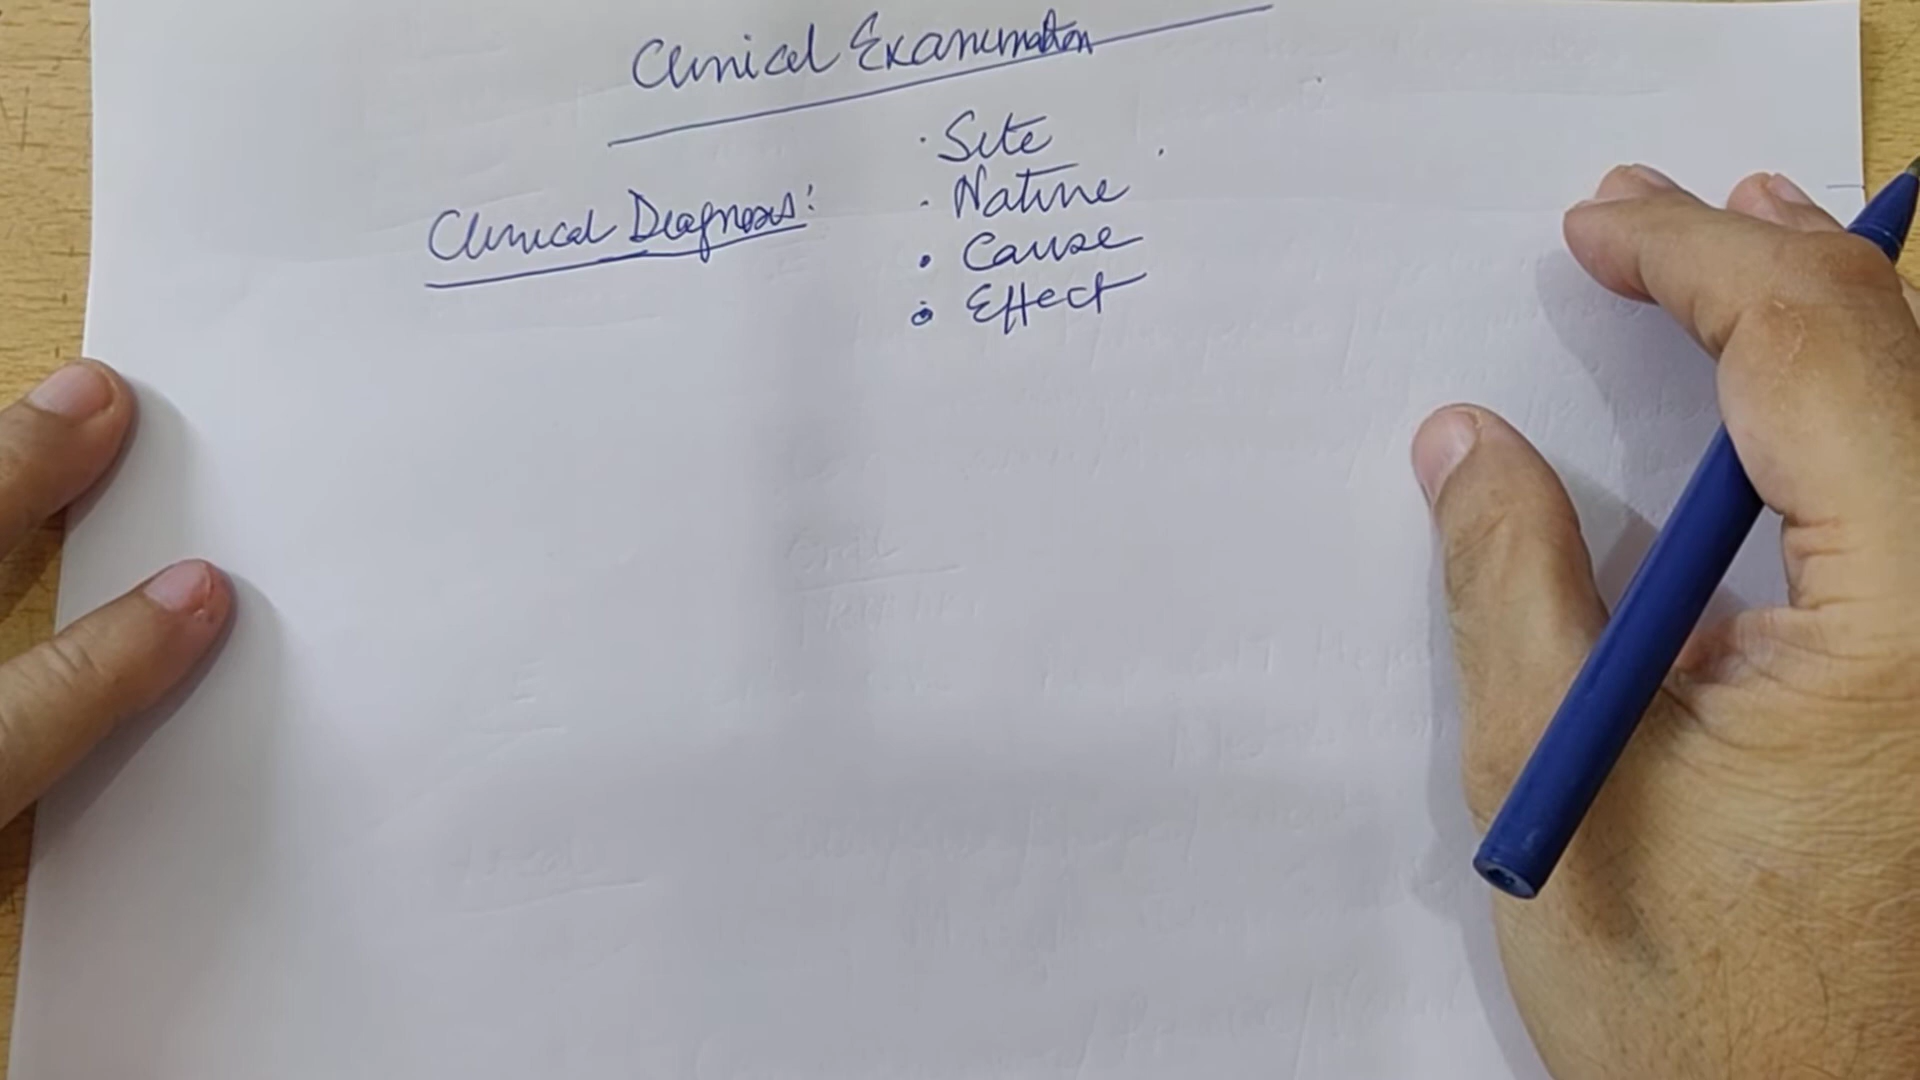 Clinical Examination
· Site
Clinical Diagnosis:
· Nature
· Cause
· Effect